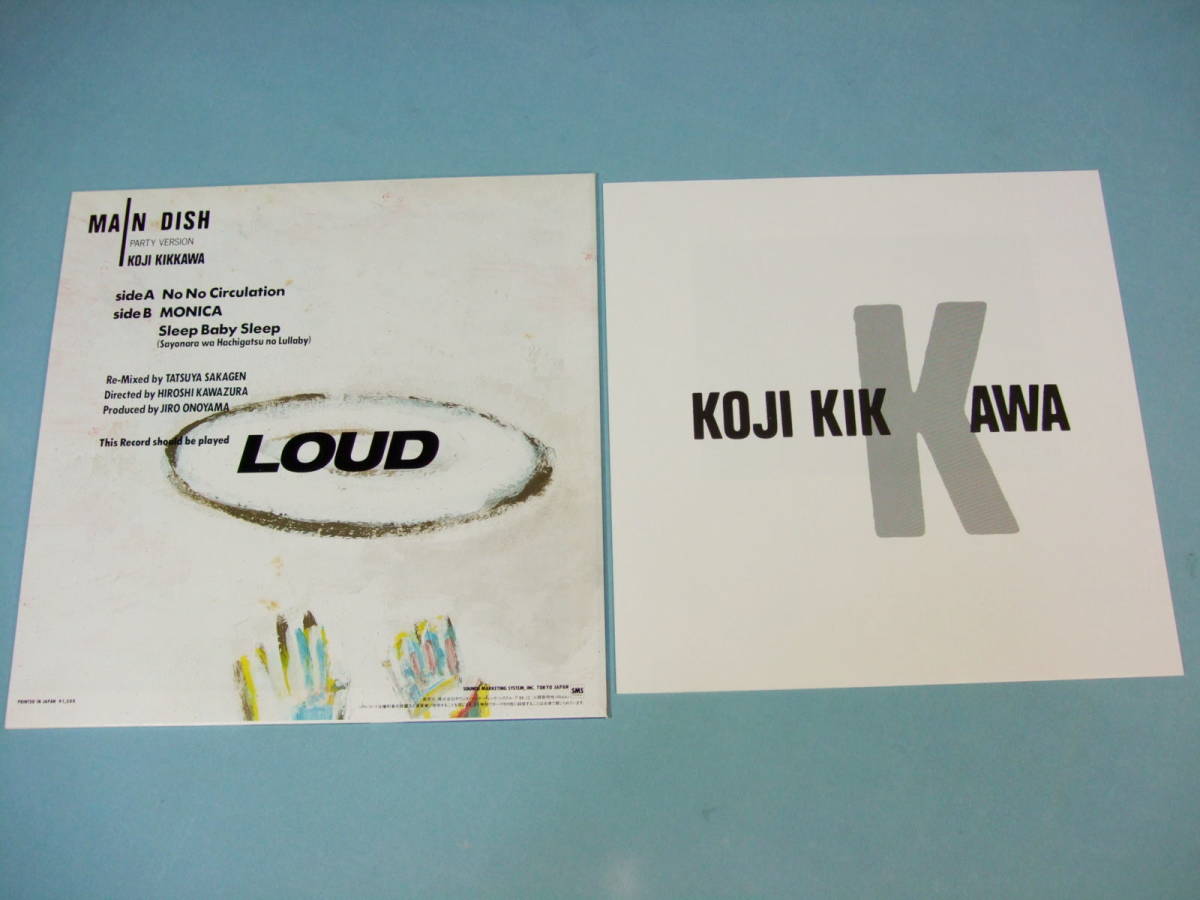 MAIN DISH
PARTY VERSION
KOJI KIKKAWA
side A No No Circulation
side B MONICA
Sleep Baby Sleep
(Sayonara wa Hachigatsu no Lullaby)
Re-Mixed by TATSUYA SAKAGEN
Directed by HIROSHI KAWAZURA
Produced by JIRO ONOYAMA
This Record should be played
LOUD
SOUNDS MARKETING SYSTEM, INC. TOKYO JAPAN
SMS
PRINTED IN JAPAN
KOJI KIKKAWA